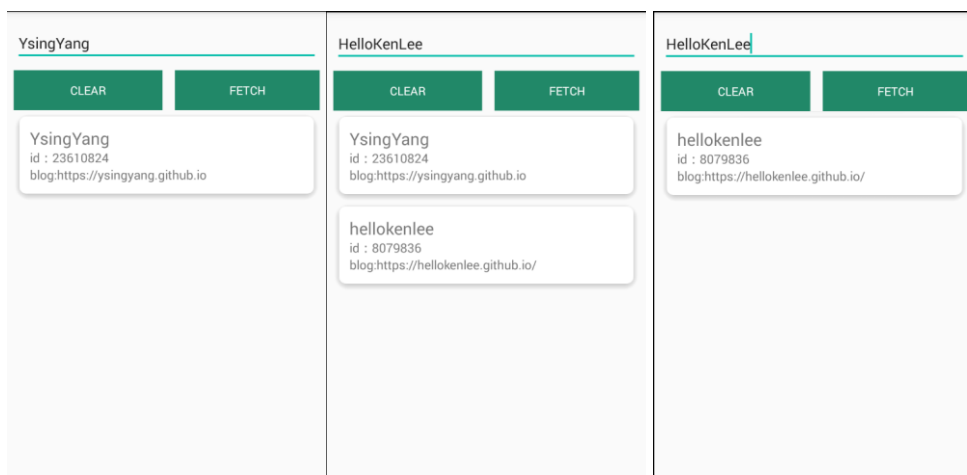 YsingYang
CLEAR
FETCH
YsingYang
id：23610824
blog:https://ysingyang.github.io
HelloKenLee
CLEAR
FETCH
YsingYang
id：23610824
blog:https://ysingyang.github.io
hellokenlee
id：8079836
blog:https://hellokenlee.github.io/
HelloKenLee
CLEAR
FETCH
hellokenlee
id：8079836
blog:https://hellokenlee.github.io/